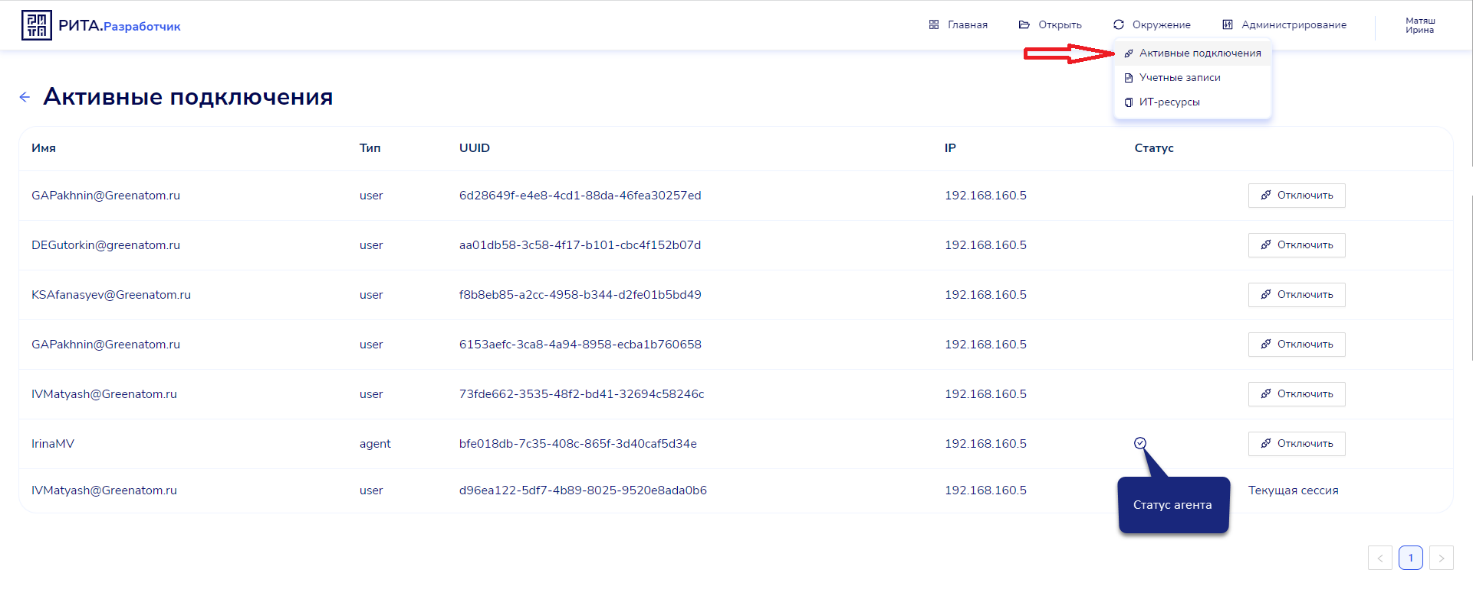 РИТА.Разработчик
Главная Открыть Окружение Администрирование Матяш
Ирина
Активные подключения
Учетные записи
ИТ-ресурсы
Активные подключения
Имя Тип UUID IP Статус
GAPakhnin@Greenatom.ru user 6d28649f-e4e8-4cd1-88da-46fea30257ed 192.168.160.5 Отключить
DEGutorkin@greenatom.ru user aa01db58-3c58-4f17-b101-cbc4f152b07d 192.168.160.5 Отключить
KSAfanasyev@Greenatom.ru user f8b8eb85-a2cc-4958-b344-d2fe01b5bd49 192.168.160.5 Отключить
GAPakhnin@Greenatom.ru user 6153aefc-3ca8-4a94-8958-ecba1b760658 192.168.160.5 Отключить
IVMatyash@Greenatom.ru user 73fde662-3535-48f2-bd41-32694c58246c 192.168.160.5 Отключить
IrinaMV agent bfe018db-7c35-408c-865f-3d40caf5d34e 192.168.160.5 Отключить
IVMatyash@Greenatom.ru user d96ea122-5df7-4b89-8025-9520e8ada0b6 192.168.160.5 Текущая сессия
Статус агента
1